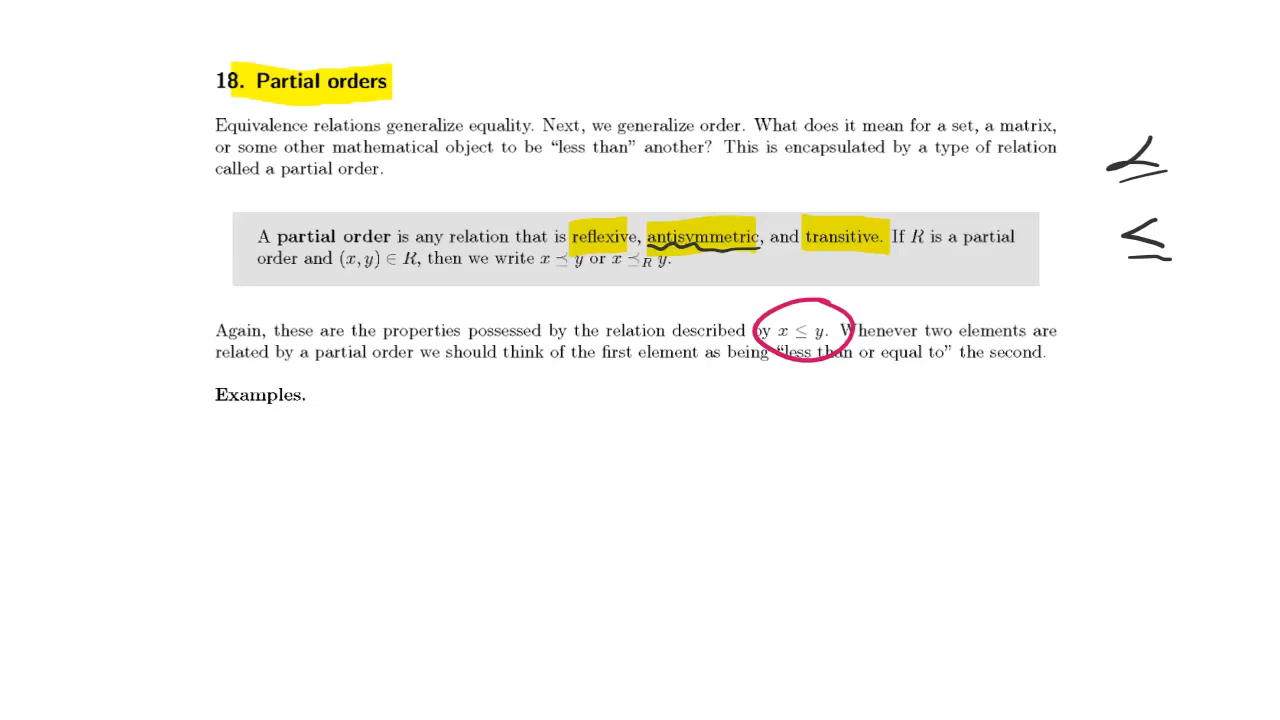 18. Partial orders
Equivalence relations generalize equality. Next, we generalize order. What does it mean for a set, a matrix,
or some other mathematical object to be “less than” another? This is encapsulated by a type of relation
called a partial order.
⪯
≤
A partial order is any relation that is reflexive, antisymmetric, and transitive. If R is a partial
order and (x, y) ∈ R, then we write x ⪯ y or x ⪯_R y.
Again, these are the properties possessed by the relation described by x ≤ y. Whenever two elements are
related by a partial order we should think of the first element as being “less than or equal to” the second.
Examples.